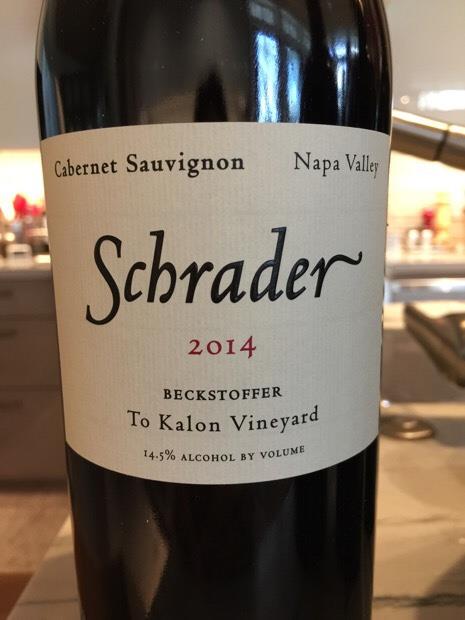 Cabernet Sauvignon Napa Valley
Schrader
2014
BECKSTOFFER
To Kalon Vineyard
14.5% ALCOHOL BY VOLUME